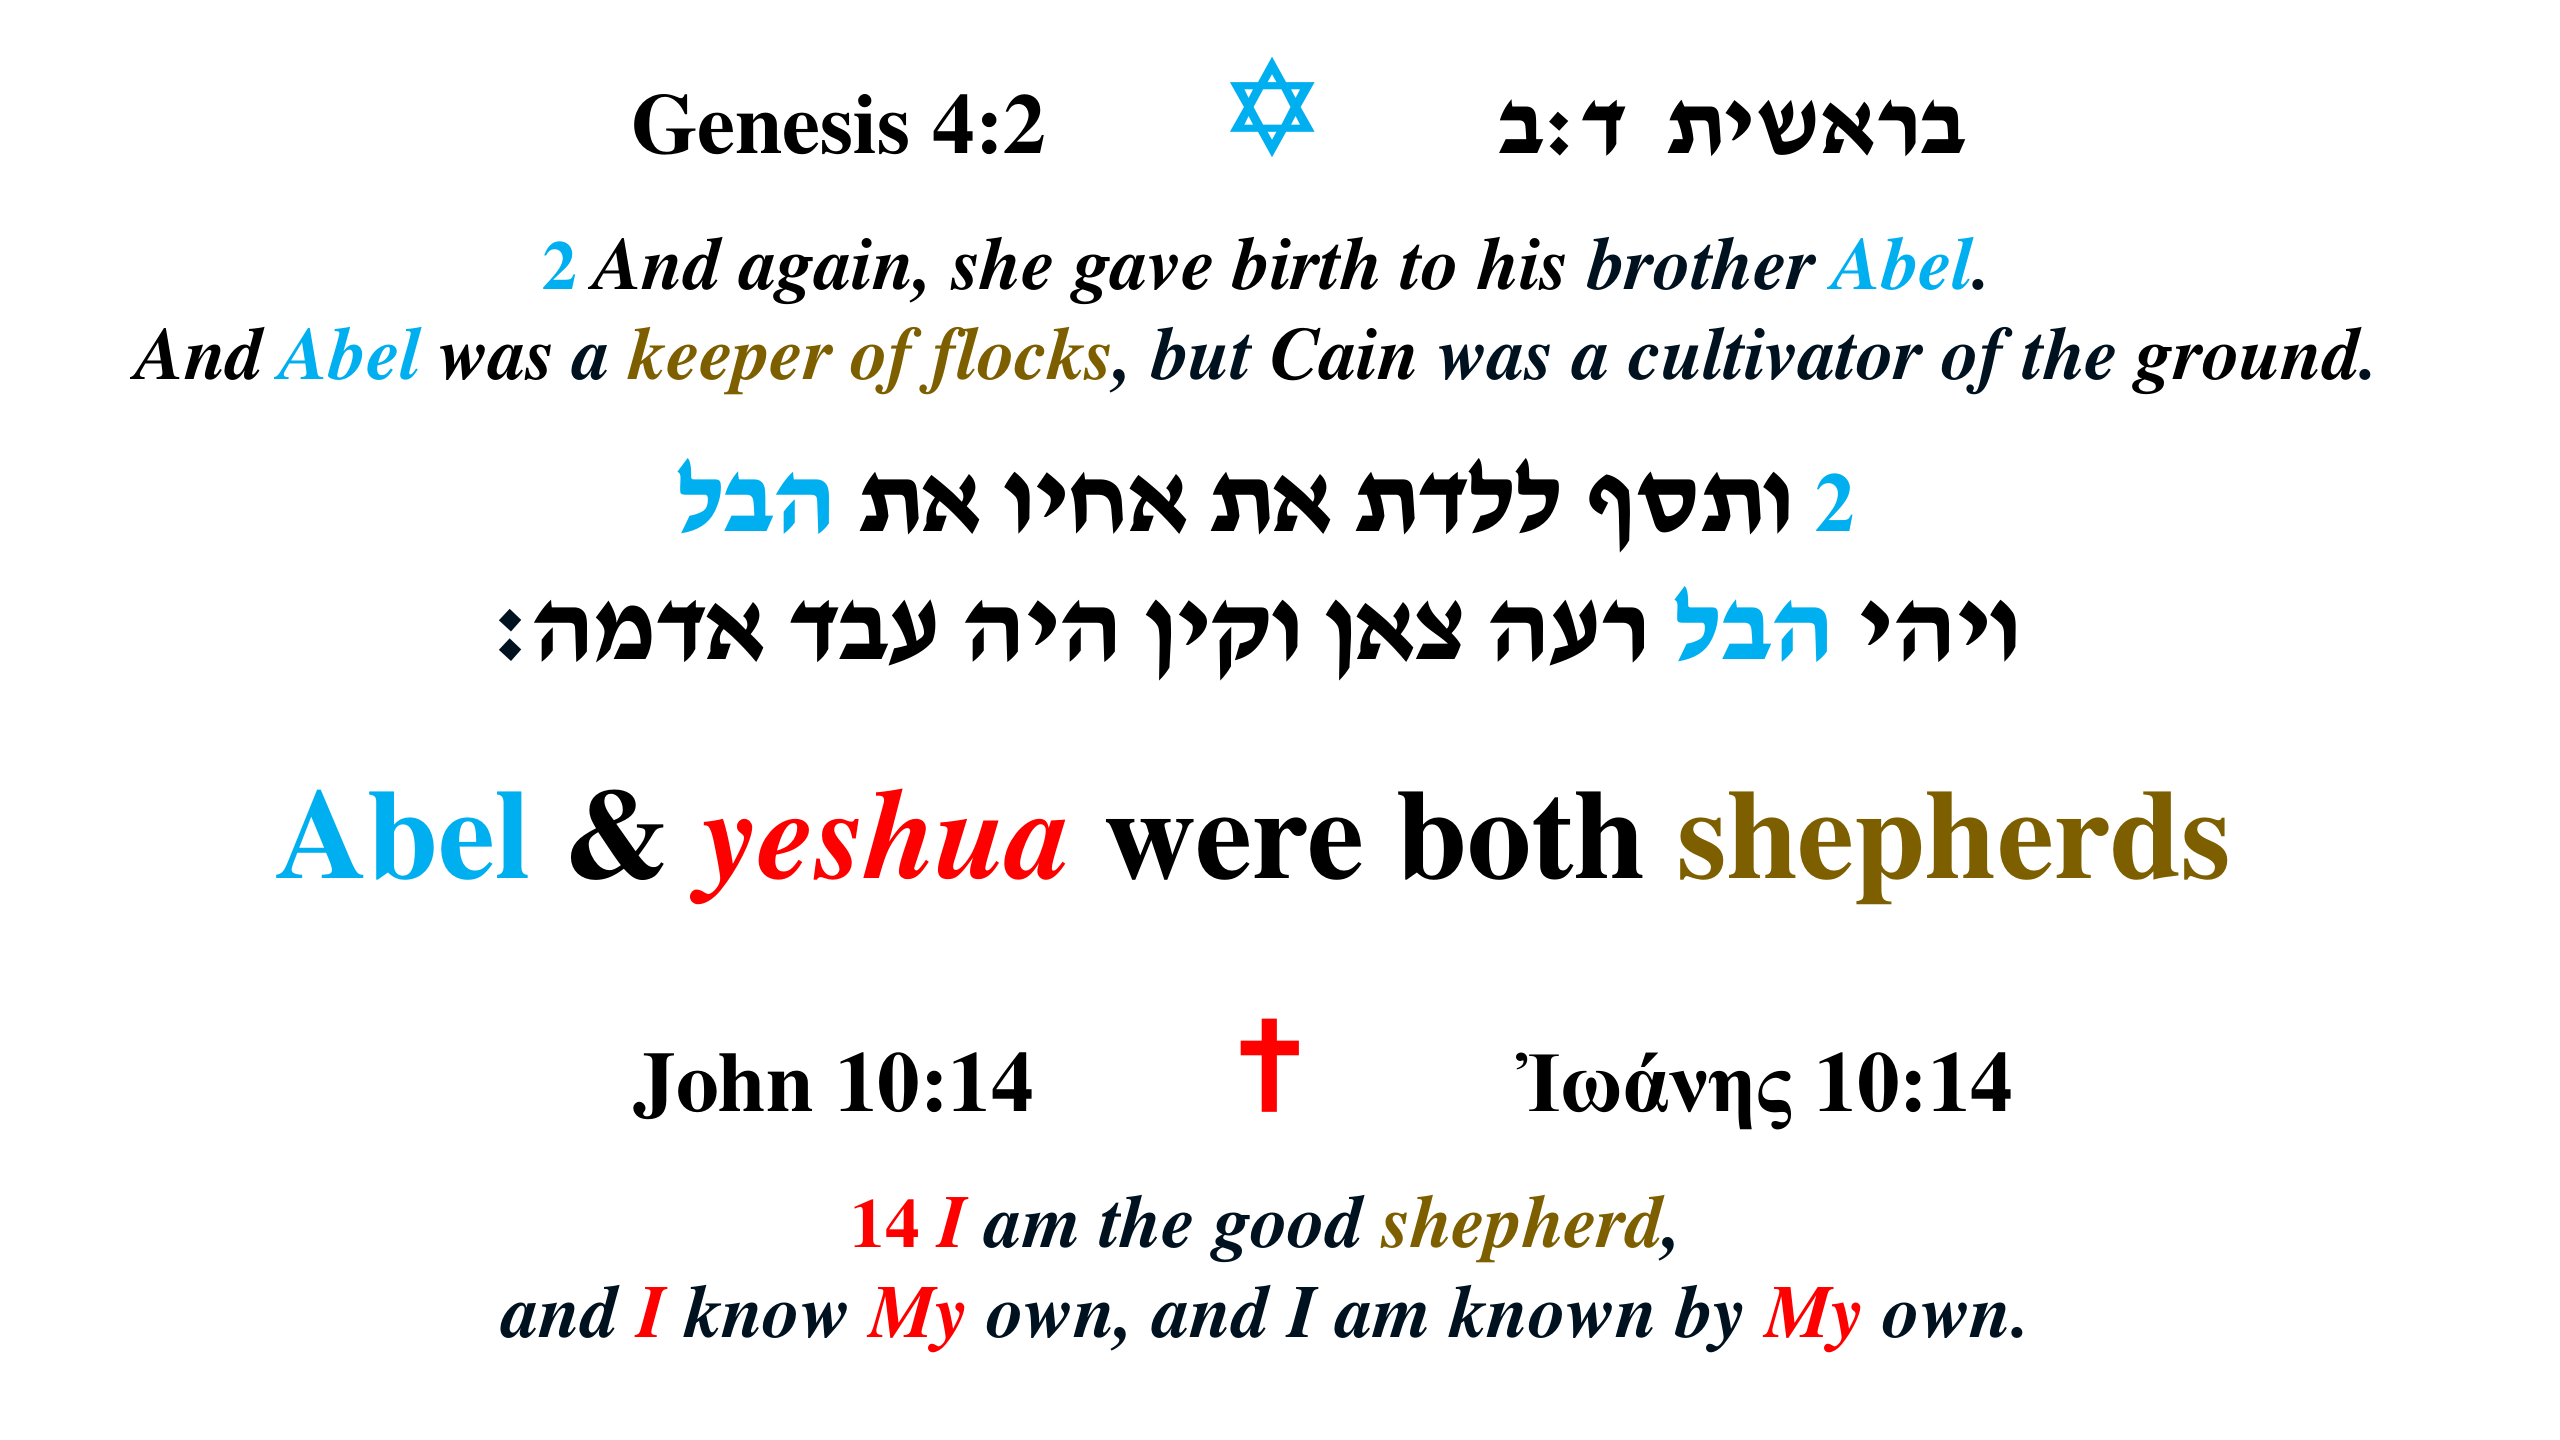 Genesis 4:2 ✡ בראשית ד:ב
2 And again, she gave birth to his brother Abel.
And Abel was a keeper of flocks, but Cain was a cultivator of the ground.
2 ותסף ללדת את אחיו את הבל
ויהי הבל רעה צאן וקין היה עבד אדמה:
Abel & yeshua were both shepherds
John 10:14 ✝ Ἰωάνης 10:14
14 I am the good shepherd,
and I know My own, and I am known by My own.